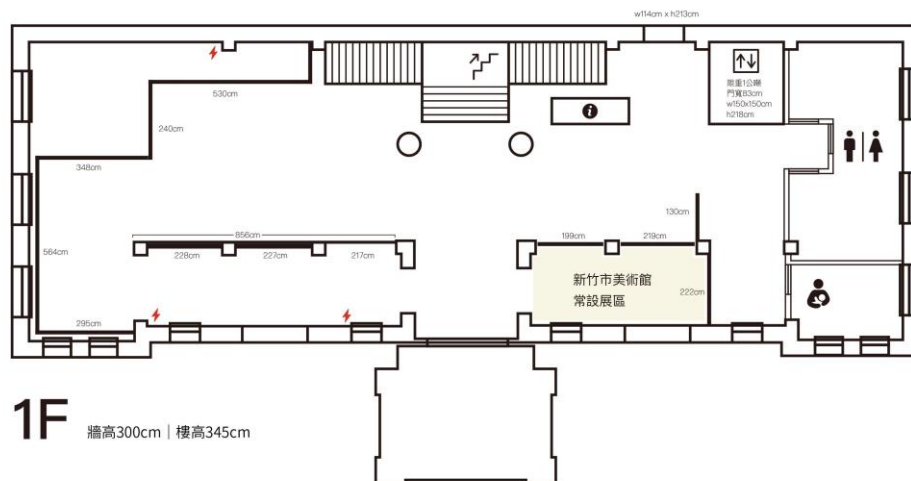 w114cm x h213cm
限重1公噸
門寬83cm
w150x150cm
h218cm
530cm
240cm
348cm
564cm
295cm
856cm
228cm
227cm
217cm
199cm
219cm
130cm
222cm
新竹市美術館
常設展區
1F
牆高300cm｜樓高345cm